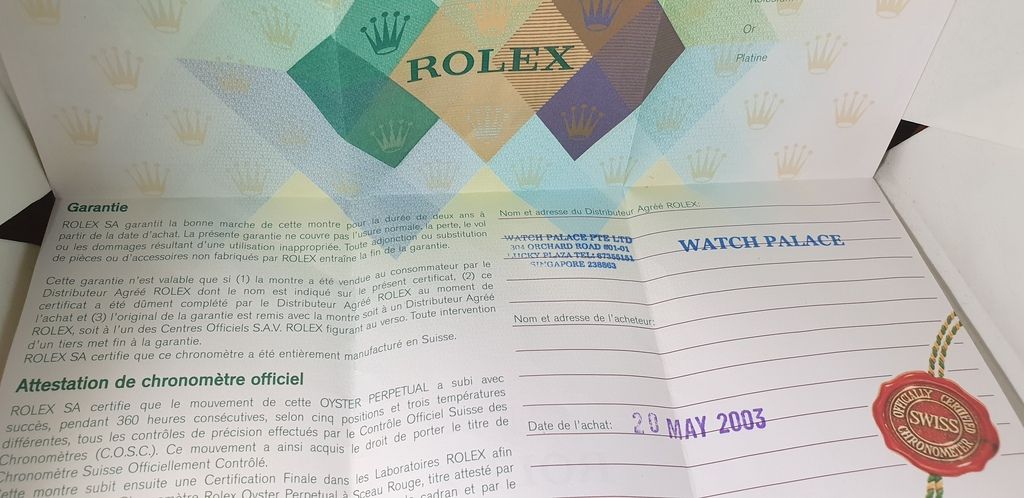 Or
Platine
ROLEX
Garantie
ROLEX SA garantit la bonne marche de cette montre pour la durée de deux ans à
partir de la date d'achat. La présente garantie ne couvre pas l'usure normale, la perte, le vol
ou les dommages résultant d'une utilisation inappropriée. Toute adjonction ou substitution
de pièces ou d'accessoires non fabriqués par ROLEX entraîne la fin de la garantie.
Cette garantie n'est valable que si (1) la montre a été vendue au consommateur par le
Distributeur Agréé ROLEX dont le nom est indiqué sur le présent certificat, (2) ce
certificat a été dûment complété par le Distributeur Agréé ROLEX au moment de
l'achat et (3) l'original de la garantie est remis avec la montre soit à un Distributeur Agréé
ROLEX, soit à l'un des Centres Officiels S.A.V. ROLEX figurant au verso. Toute intervention
d'un tiers met fin à la garantie.
ROLEX SA certifie que ce chronomètre a été entièrement manufacturé en Suisse.
Attestation de chronomètre officiel
ROLEX SA certifie que le mouvement de cette OYSTER PERPETUAL a subi avec
succès, pendant 360 heures consécutives, selon cinq positions et trois températures
différentes, tous les contrôles de précision effectués par le Contrôle Officiel Suisse des
Chronomètres (C.O.S.C.). Ce mouvement a ainsi acquis le droit de porter le titre de
Chronomètre Suisse Officiellement Contrôlé.
ette montre subit ensuite une Certification Finale dans les Laboratoires ROLEX afin
Rolex Oyster Perpetual à Sceau Rouge, titre attesté par
cadran et par le
Nom et adresse du Distributeur Agréé ROLEX:
WATCH PALACE PTE LTD
304 ORCHARD ROAD #01-01
LUCKY PLAZA TEL: 67355151
SINGAPORE 238863
WATCH PALACE
Nom et adresse de l'acheteur:
Date de l'achat: 20 MAY 2003
OFFICIALLY CERTIFIED
SWISS
CHRONOMETER